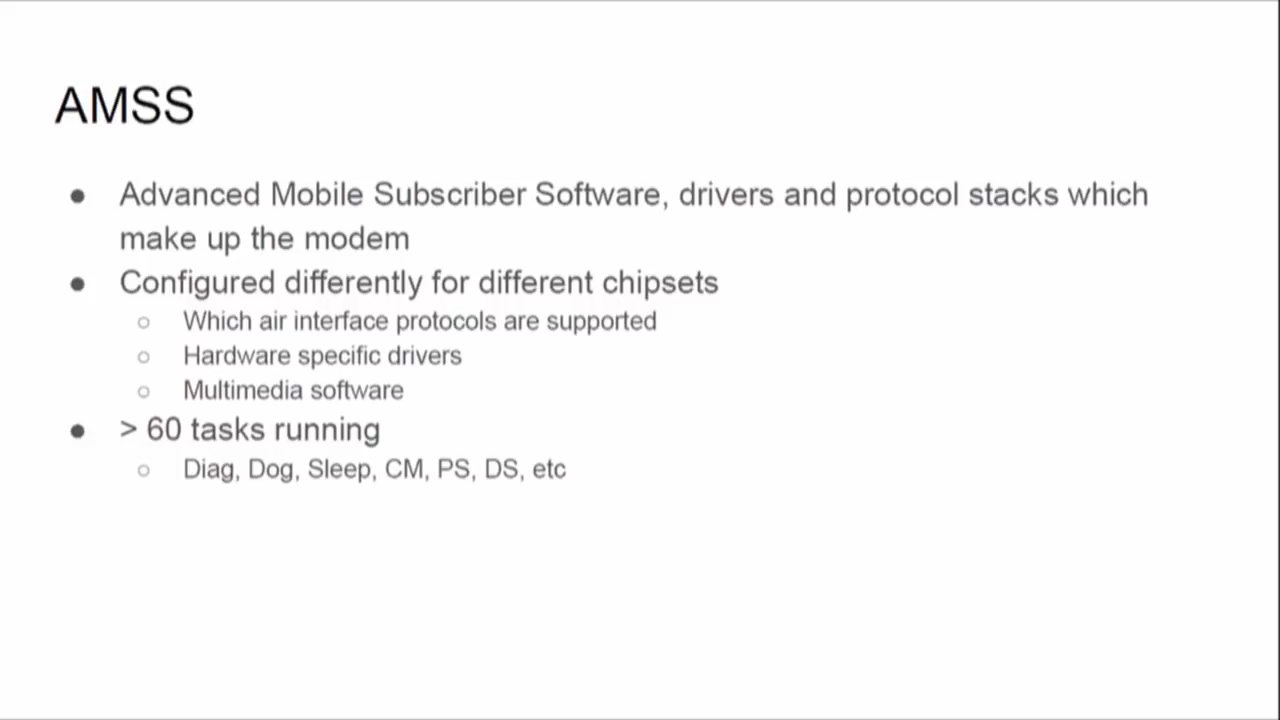 AMSS
● Advanced Mobile Subscriber Software, drivers and protocol stacks which
make up the modem
● Configured differently for different chipsets
○ Which air interface protocols are supported
○ Hardware specific drivers
○ Multimedia software
● > 60 tasks running
○ Diag, Dog, Sleep, CM, PS, DS, etc